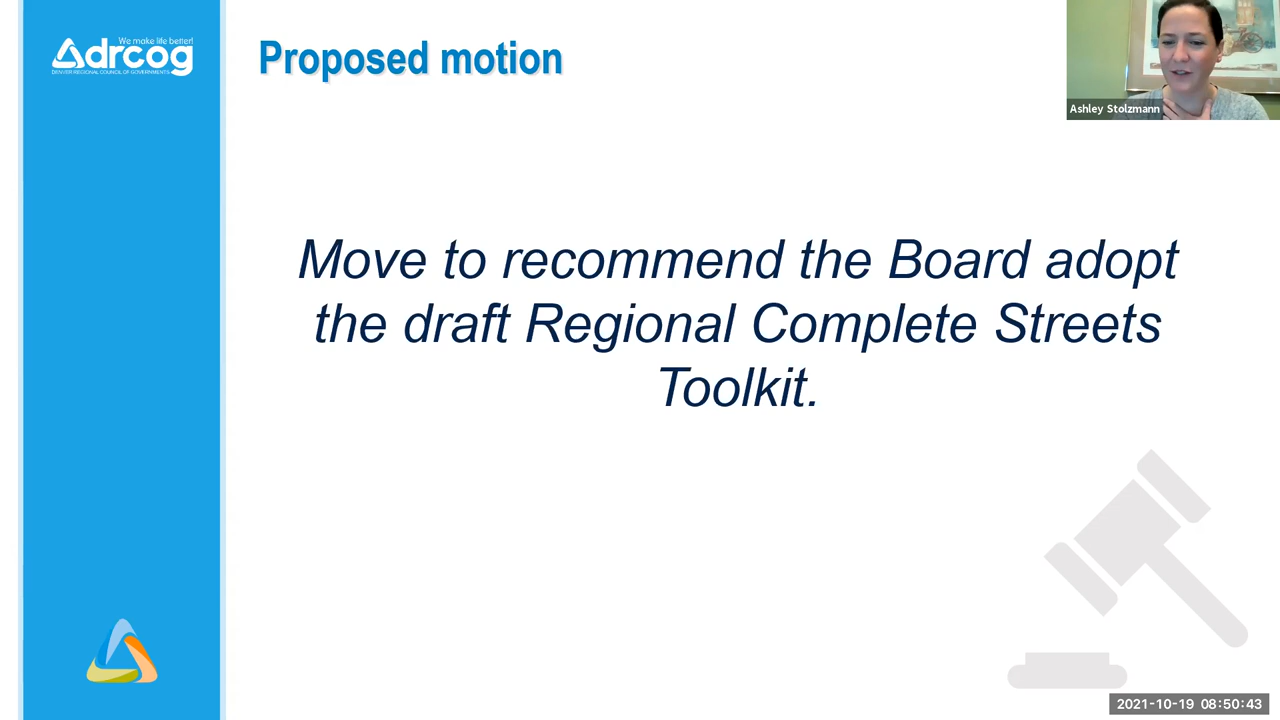 We make life better!
drcog
DENVER REGIONAL COUNCIL OF GOVERNMENTS
Proposed motion
Ashley Stolzmann
Move to recommend the Board adopt
the draft Regional Complete Streets
Toolkit.
2021-10-19 08:50:43